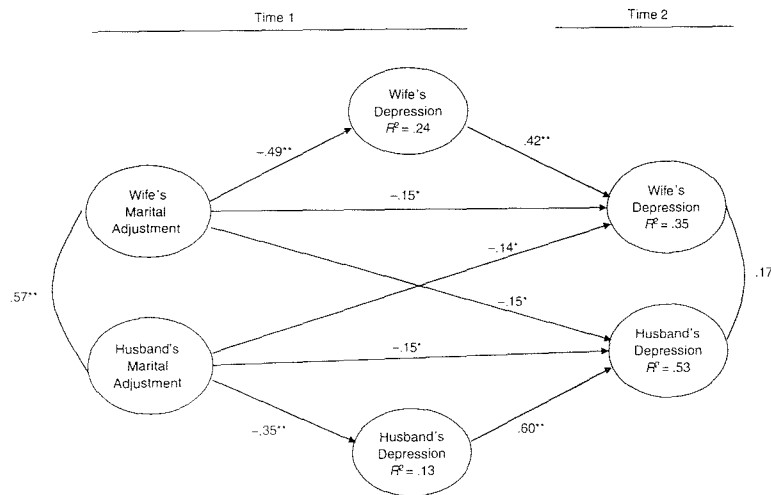 Time 1
Time 2
Wife's
Depression
R² = .24
-.49**
.42**
Wife's
Marital
Adjustment
-.15*
Wife's
Depression
R² = .35
-.14*
.57**
.17
-.15*
Husband's
Marital
Adjustment
-.15*
Husband's
Depression
R² = .53
-.35**
.60**
Husband's
Depression
R² = .13